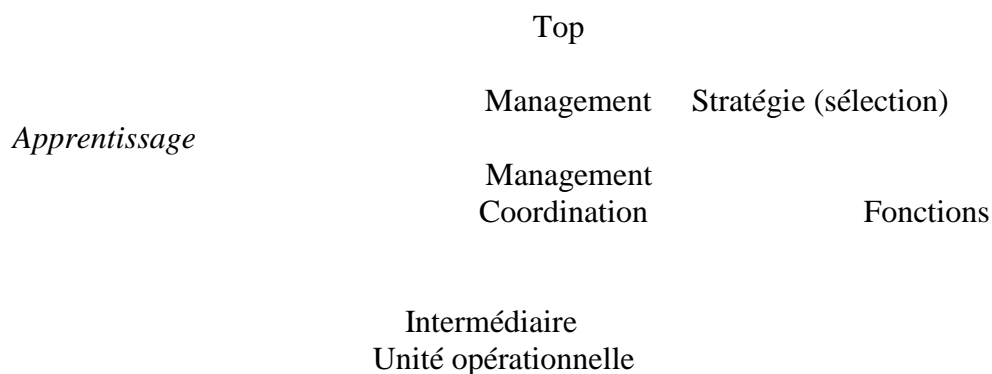 Top
Management Stratégie (sélection)
Apprentissage
Management
Coordination Fonctions
Intermédiaire
Unité opérationnelle